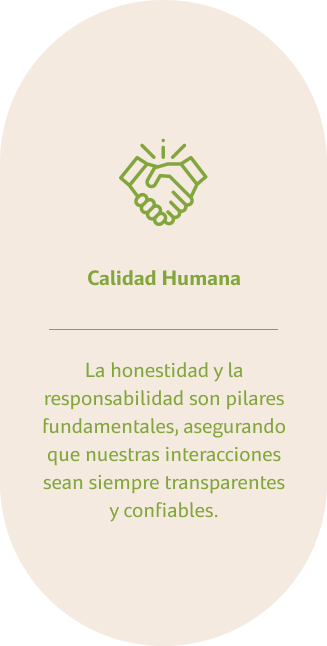 Calidad Humana
La honestidad y la
responsabilidad son pilares
fundamentales, asegurando
que nuestras interacciones
sean siempre transparentes
y confiables.